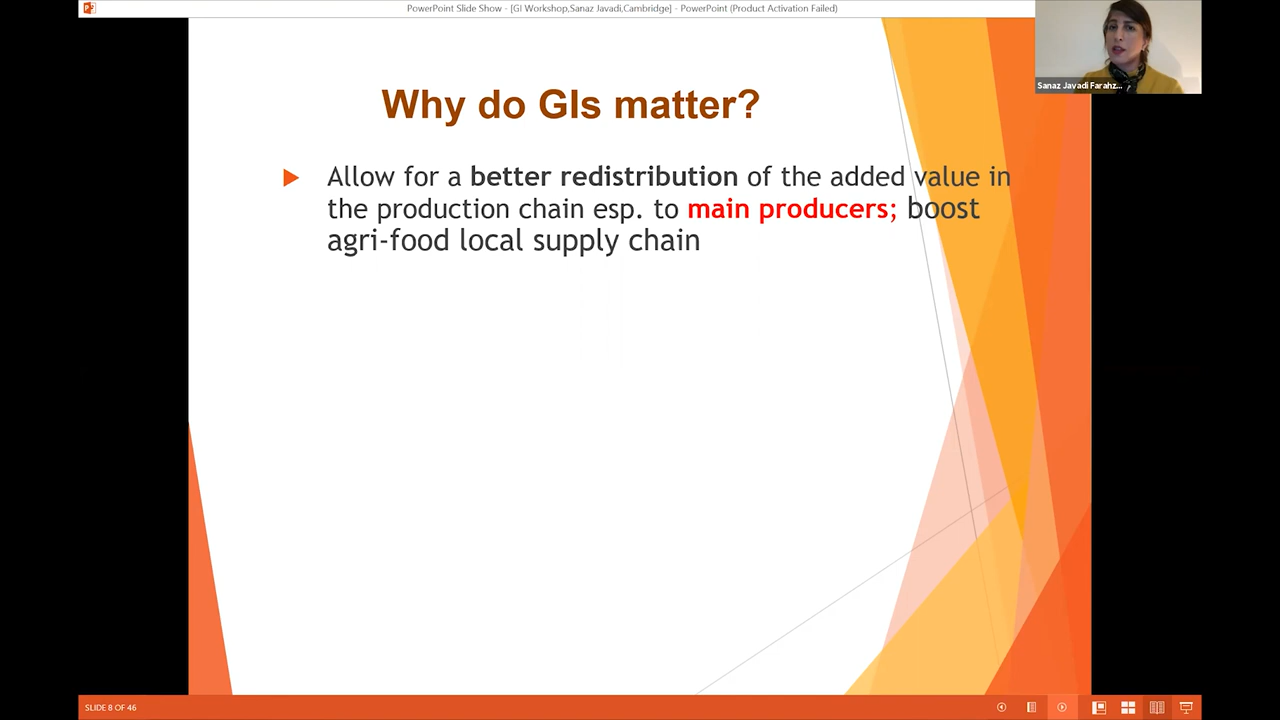 PowerPoint Slide Show - [GI Workshop,Sanaz Javadi,Cambridge] - PowerPoint (Product Activation Failed)
Sanaz Javadi Farahz...
Why do GIs matter?
Allow for a better redistribution of the added value in
the production chain esp. to main producers; boost
agri-food local supply chain
SLIDE 8 OF 46